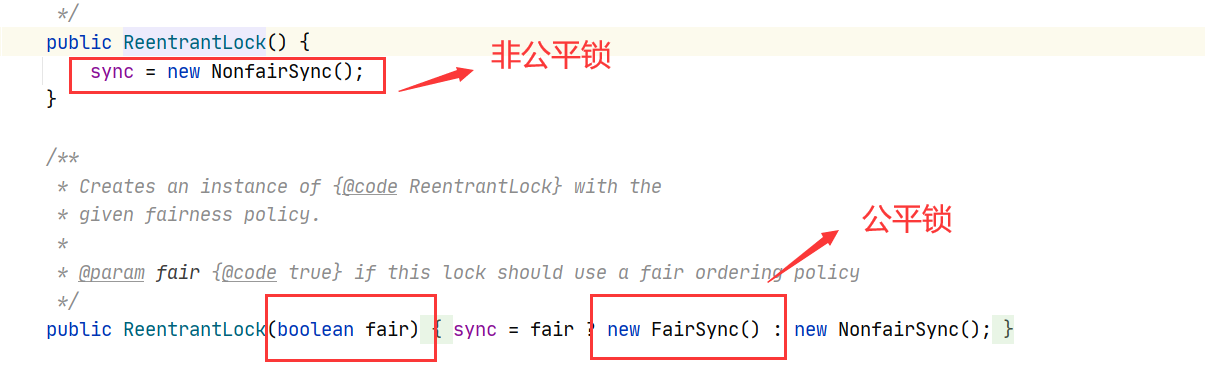 */
public ReentrantLock() {
非公平锁
sync = new NonfairSync();
}
/**
* Creates an instance of {@code ReentrantLock} with the
* given fairness policy.
公平锁
*
* @param fair {@code true} if this lock should use a fair ordering policy
*/
public ReentrantLock(boolean fair) { sync = fair ? new FairSync() : new NonfairSync(); }